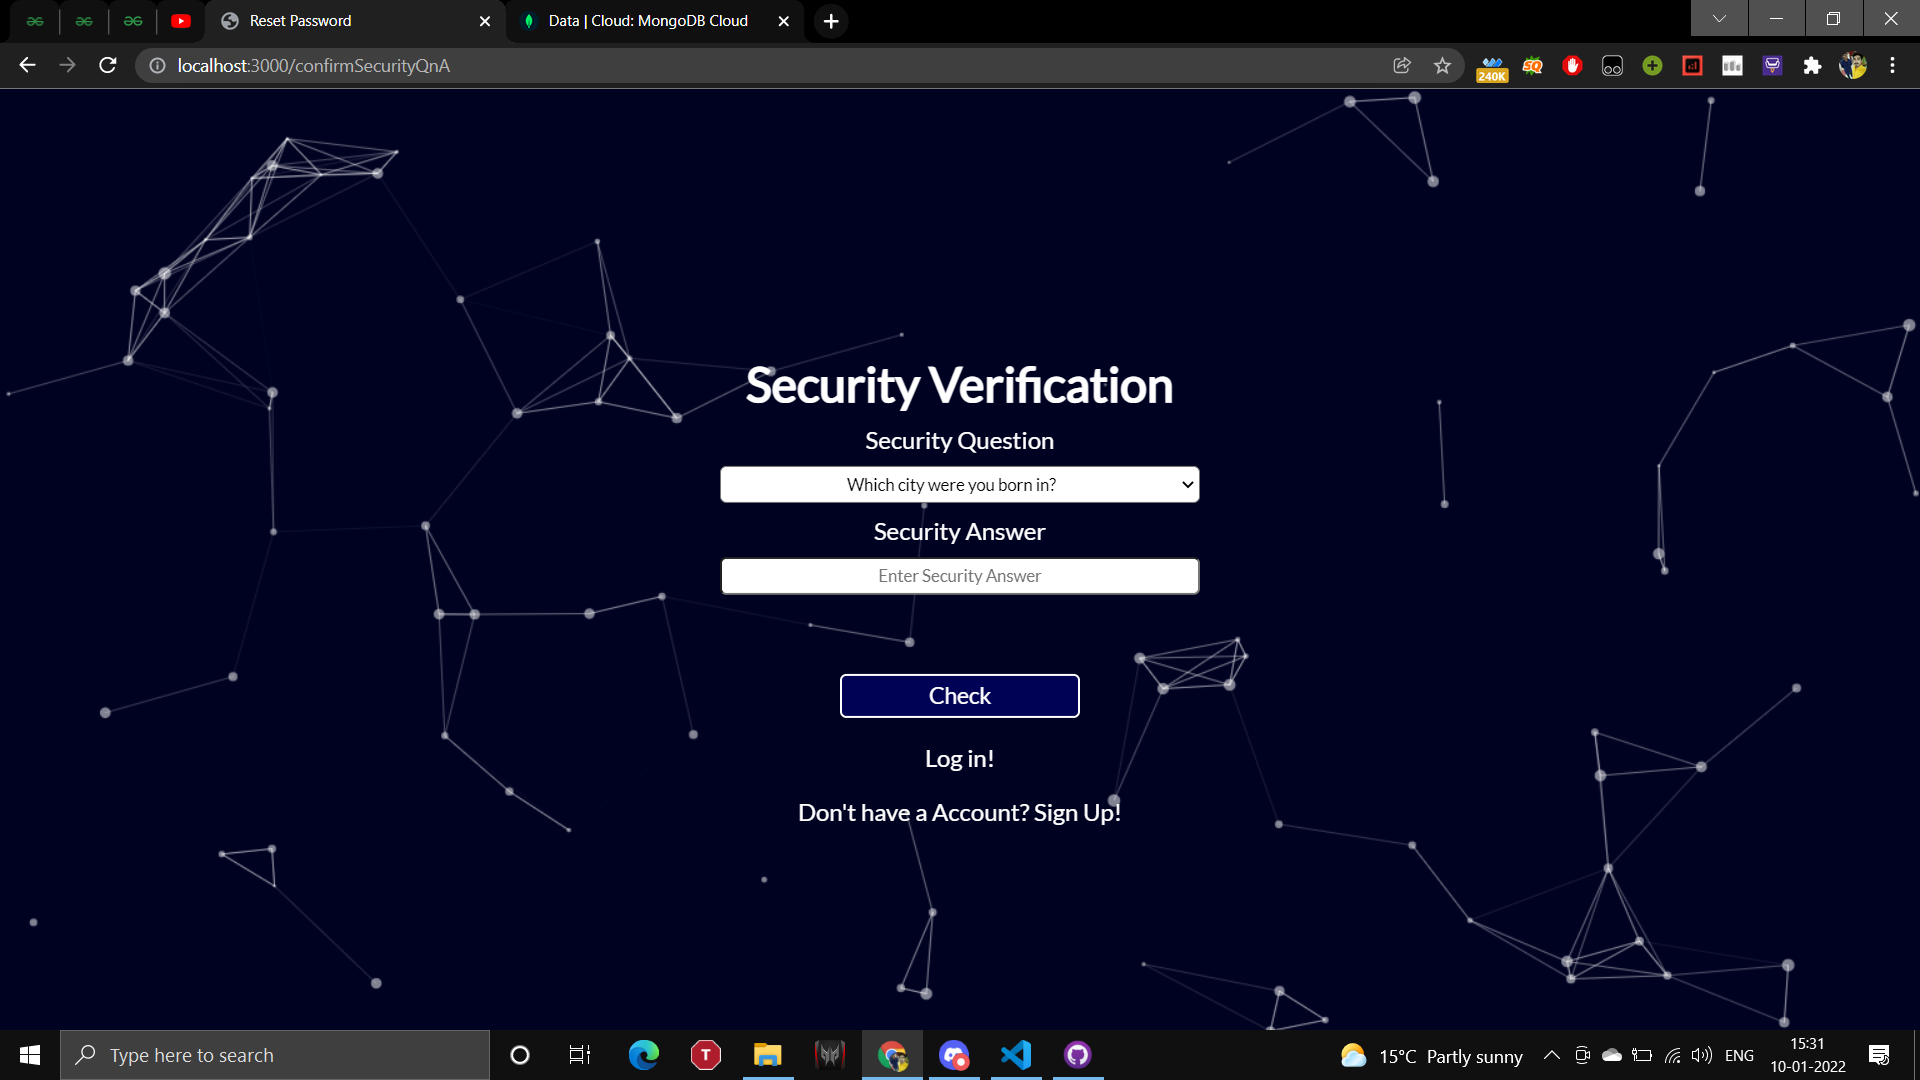 Reset Password
Data | Cloud: MongoDB Cloud
localhost:3000/confirmSecurityQnA
240K
SQ
Security Verification
Security Question
Which city were you born in?
Security Answer
Enter Security Answer
Check
Log in!
Don't have a Account? Sign Up!
Type here to search
T
15°C Partly sunny
ENG
15:31
10-01-2022